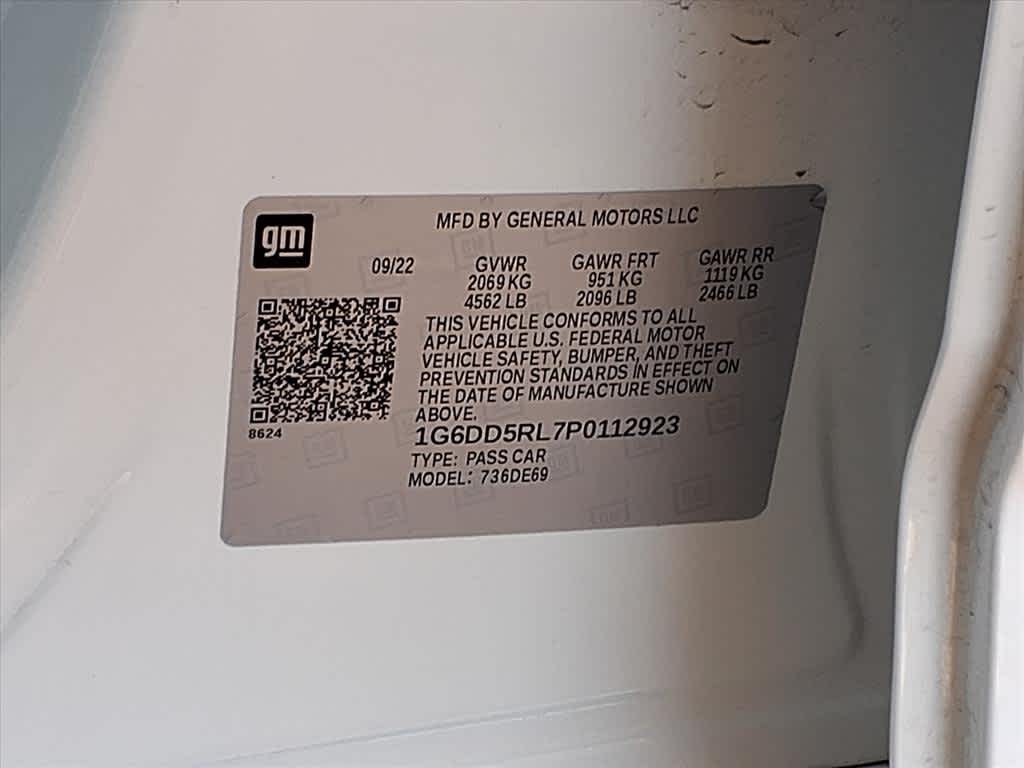 gm
MFD BY GENERAL MOTORS LLC
09/22 GVWR GAWR FRT GAWR RR
2069 KG 951 KG 1119 KG
4562 LB 2096 LB 2466 LB
THIS VEHICLE CONFORMS TO ALL
APPLICABLE U.S. FEDERAL MOTOR
VEHICLE SAFETY, BUMPER, AND THEFT
PREVENTION STANDARDS IN EFFECT ON
THE DATE OF MANUFACTURE SHOWN
ABOVE.
8624
1G6DD5RL7P0112923
TYPE: PASS CAR
MODEL: 736DE69